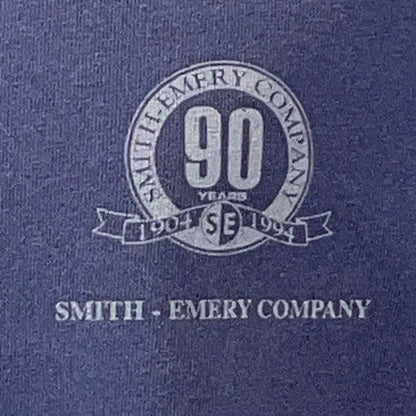 SMITH-EMERY COMPANY
90
YEARS
1904 SE 1994
SMITH - EMERY COMPANY